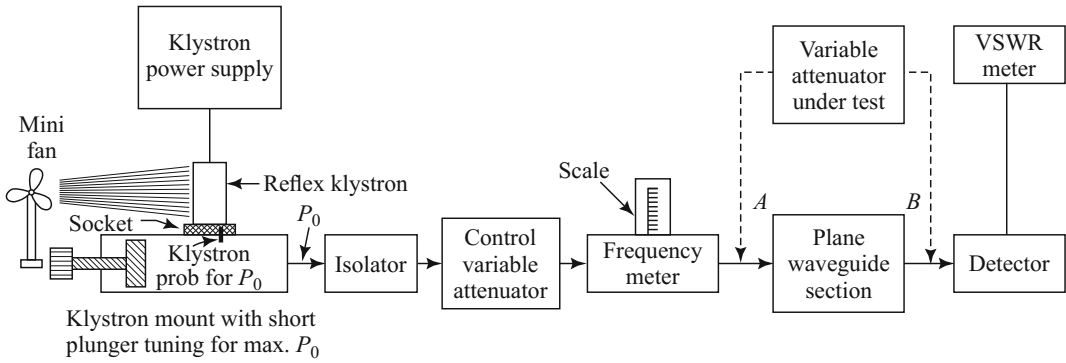 Klystron
power supply
Variable
attenuator
under test
VSWR
meter
Mini
fan
Reflex klystron
Scale
Socket
P0
A
B
Klystron
prob for P0
Isolator
Control
variable
attenuator
Frequency
meter
Plane
waveguide
section
Detector
Klystron mount with short
plunger tuning for max. P0